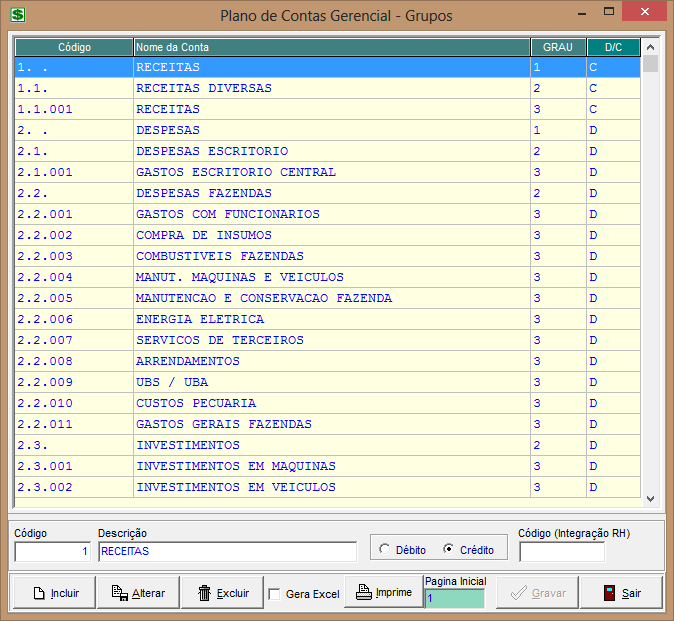 Plano de Contas Gerencial - Grupos
Código Nome da Conta GRAU D/C
1. . RECEITAS 1 C
1.1. RECEITAS DIVERSAS 2 C
1.1.001 RECEITAS 3 C
2. . DESPESAS 1 D
2.1. DESPESAS ESCRITORIO 2 D
2.1.001 GASTOS ESCRITORIO CENTRAL 3 D
2.2. DESPESAS FAZENDAS 2 D
2.2.001 GASTOS COM FUNCIONARIOS 3 D
2.2.002 COMPRA DE INSUMOS 3 D
2.2.003 COMBUSTIVEIS FAZENDAS 3 D
2.2.004 MANUT. MAQUINAS E VEICULOS 3 D
2.2.005 MANUTENCAO E CONSERVACAO FAZENDA 3 D
2.2.006 ENERGIA ELETRICA 3 D
2.2.007 SERVICOS DE TERCEIROS 3 D
2.2.008 ARRENDAMENTOS 3 D
2.2.009 UBS / UBA 3 D
2.2.010 CUSTOS PECUARIA 3 D
2.2.011 GASTOS GERAIS FAZENDAS 3 D
2.3. INVESTIMENTOS 2 D
2.3.001 INVESTIMENTOS EM MAQUINAS 3 D
2.3.002 INVESTIMENTOS EM VEICULOS 3 D
Código Descrição Código (Integração RH)
1 RECEITAS Débito Crédito
Pagina Inicial
Incluir Alterar Excluir Gera Excel Imprime 1 Gravar Sair